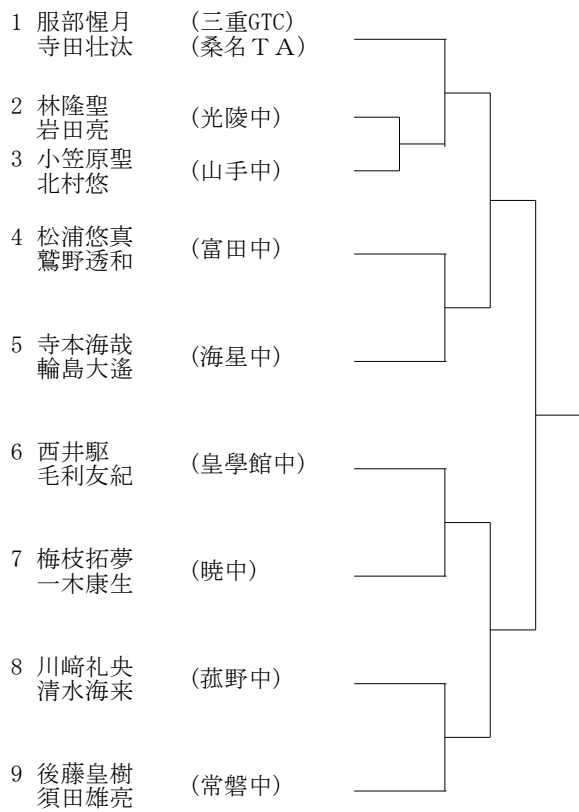 1 服部惺月 (三重GTC)
寺田壮汰 (桑名ＴＡ)
2 林隆聖
岩田亮 (光陵中)
3 小笠原聖
北村悠 (山手中)
4 松浦悠真
鷲野透和 (富田中)
5 寺本海哉
輪島大遙 (海星中)
6 西井駆
毛利友紀 (皇學館中)
7 梅枝拓夢
一木康生 (暁中)
8 川﨑礼央
清水海来 (菰野中)
9 後藤皇樹
須田雄亮 (常磐中)